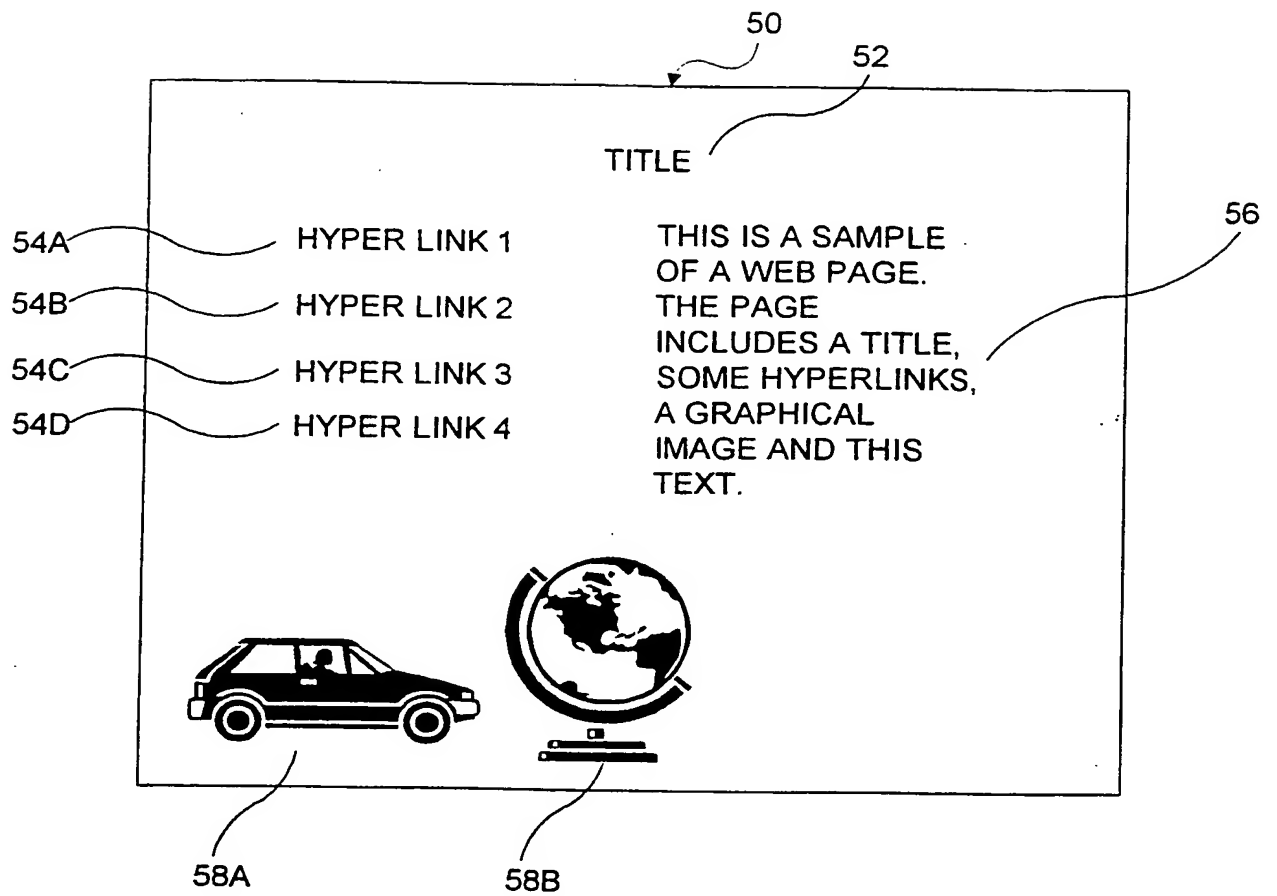 50
52
TITLE
54A HYPER LINK 1
54B HYPER LINK 2
54C HYPER LINK 3
54D HYPER LINK 4
THIS IS A SAMPLE
OF A WEB PAGE.
THE PAGE
INCLUDES A TITLE,
SOME HYPERLINKS,
A GRAPHICAL
IMAGE AND THIS
TEXT.
56
58A
58B